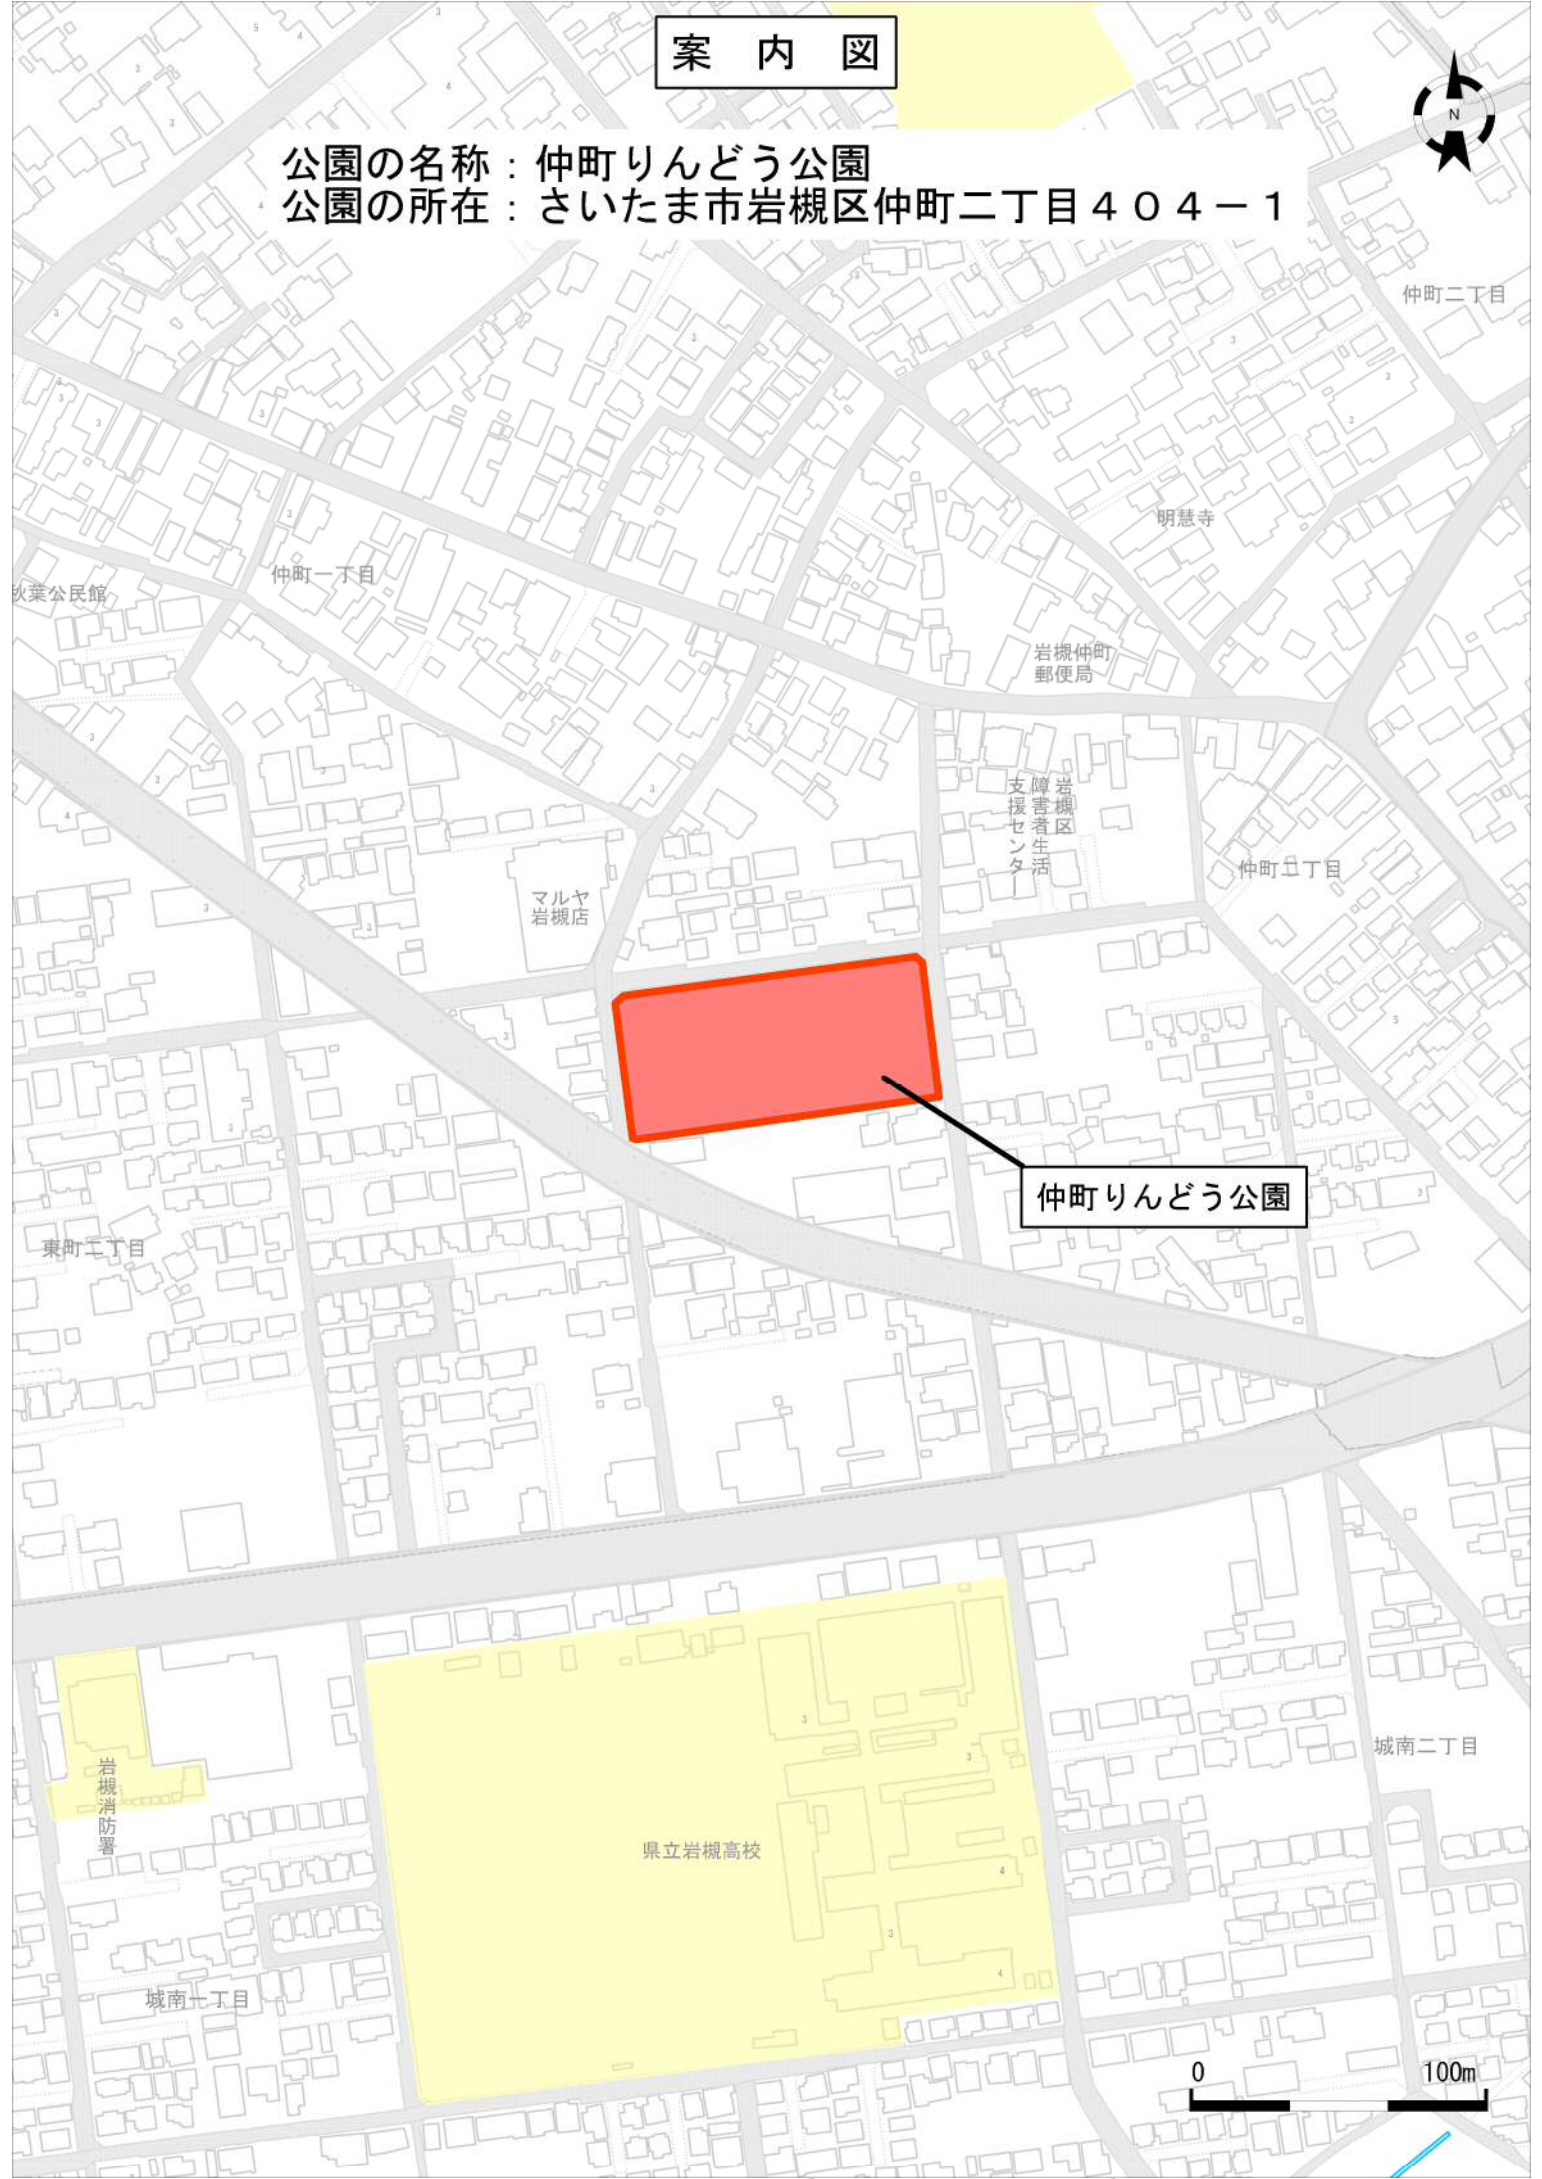 案 内 図
N
公園の名称：仲町りんどう公園
公園の所在：さいたま市岩槻区仲町二丁目４０４－１
仲町二丁目
明慧寺
仲町一丁目
秋葉公民館
岩槻仲町
郵便局
岩槻区
障害者生活
支援センター
仲町二丁目
マルヤ
岩槻店
仲町りんどう公園
東町二丁目
岩槻消防署
城南二丁目
県立岩槻高校
城南一丁目
0 100m